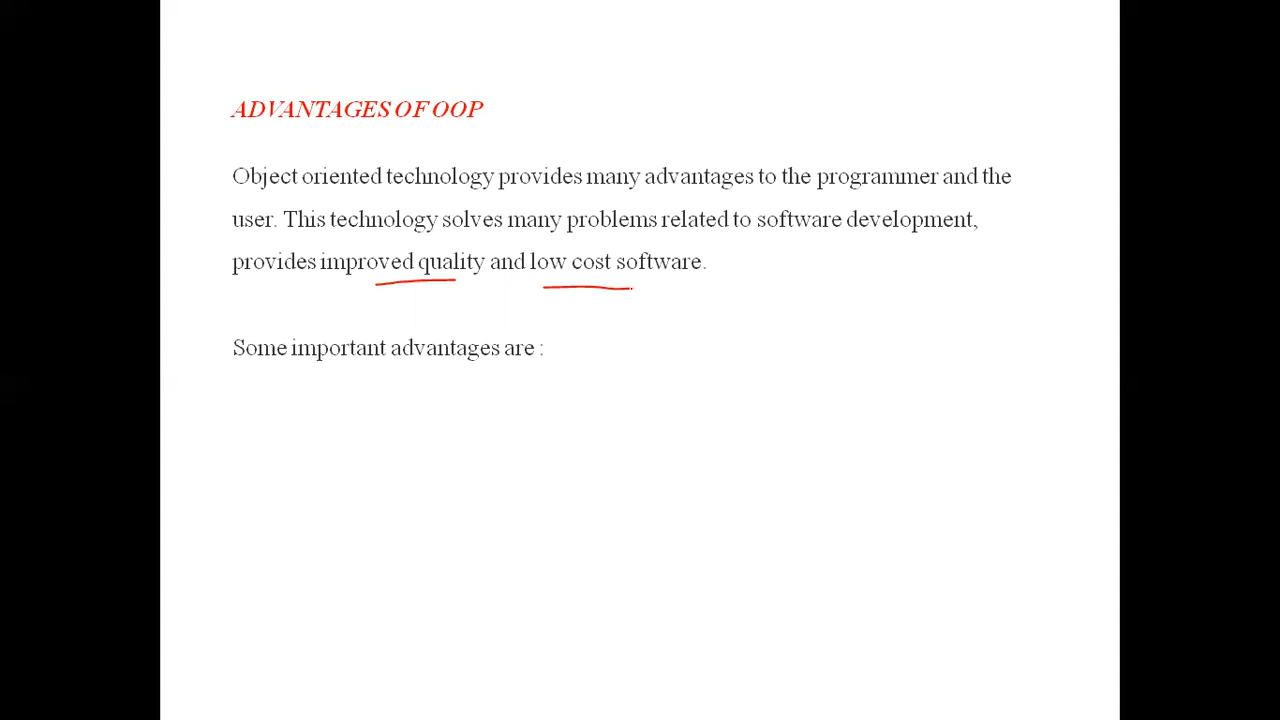 ADVANTAGES OF OOP
Object oriented technology provides many advantages to the programmer and the
user. This technology solves many problems related to software development,
provides improved quality and low cost software.
Some important advantages are :